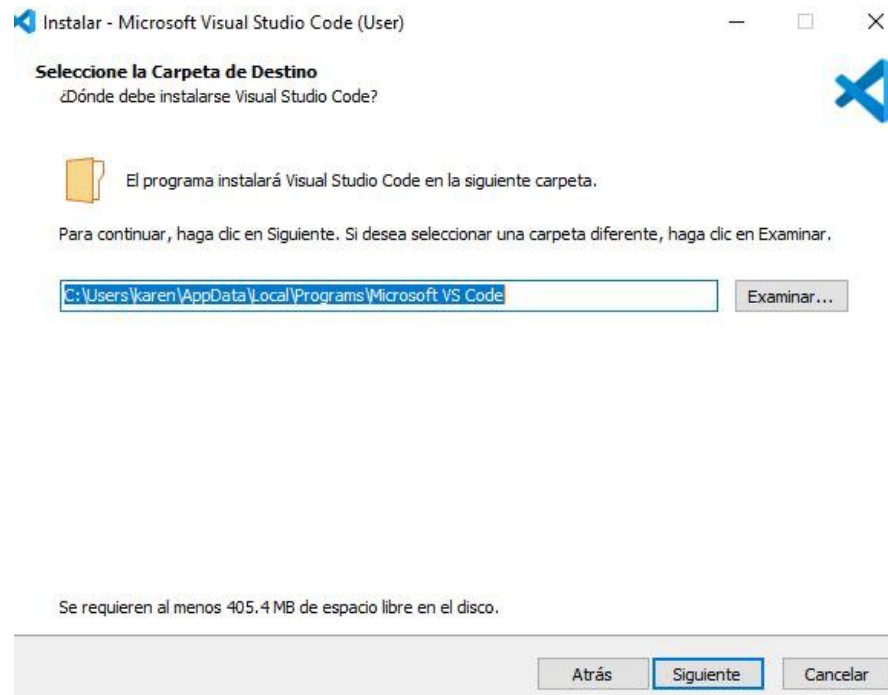 Instalar - Microsoft Visual Studio Code (User)
Seleccione la Carpeta de Destino
¿Dónde debe instalarse Visual Studio Code?
El programa instalará Visual Studio Code en la siguiente carpeta.
Para continuar, haga clic en Siguiente. Si desea seleccionar una carpeta diferente, haga clic en Examinar.
C:\Users\karen\AppData\Local\Programs\Microsoft VS Code
Examinar...
Se requieren al menos 405.4 MB de espacio libre en el disco.
Atrás Siguiente Cancelar